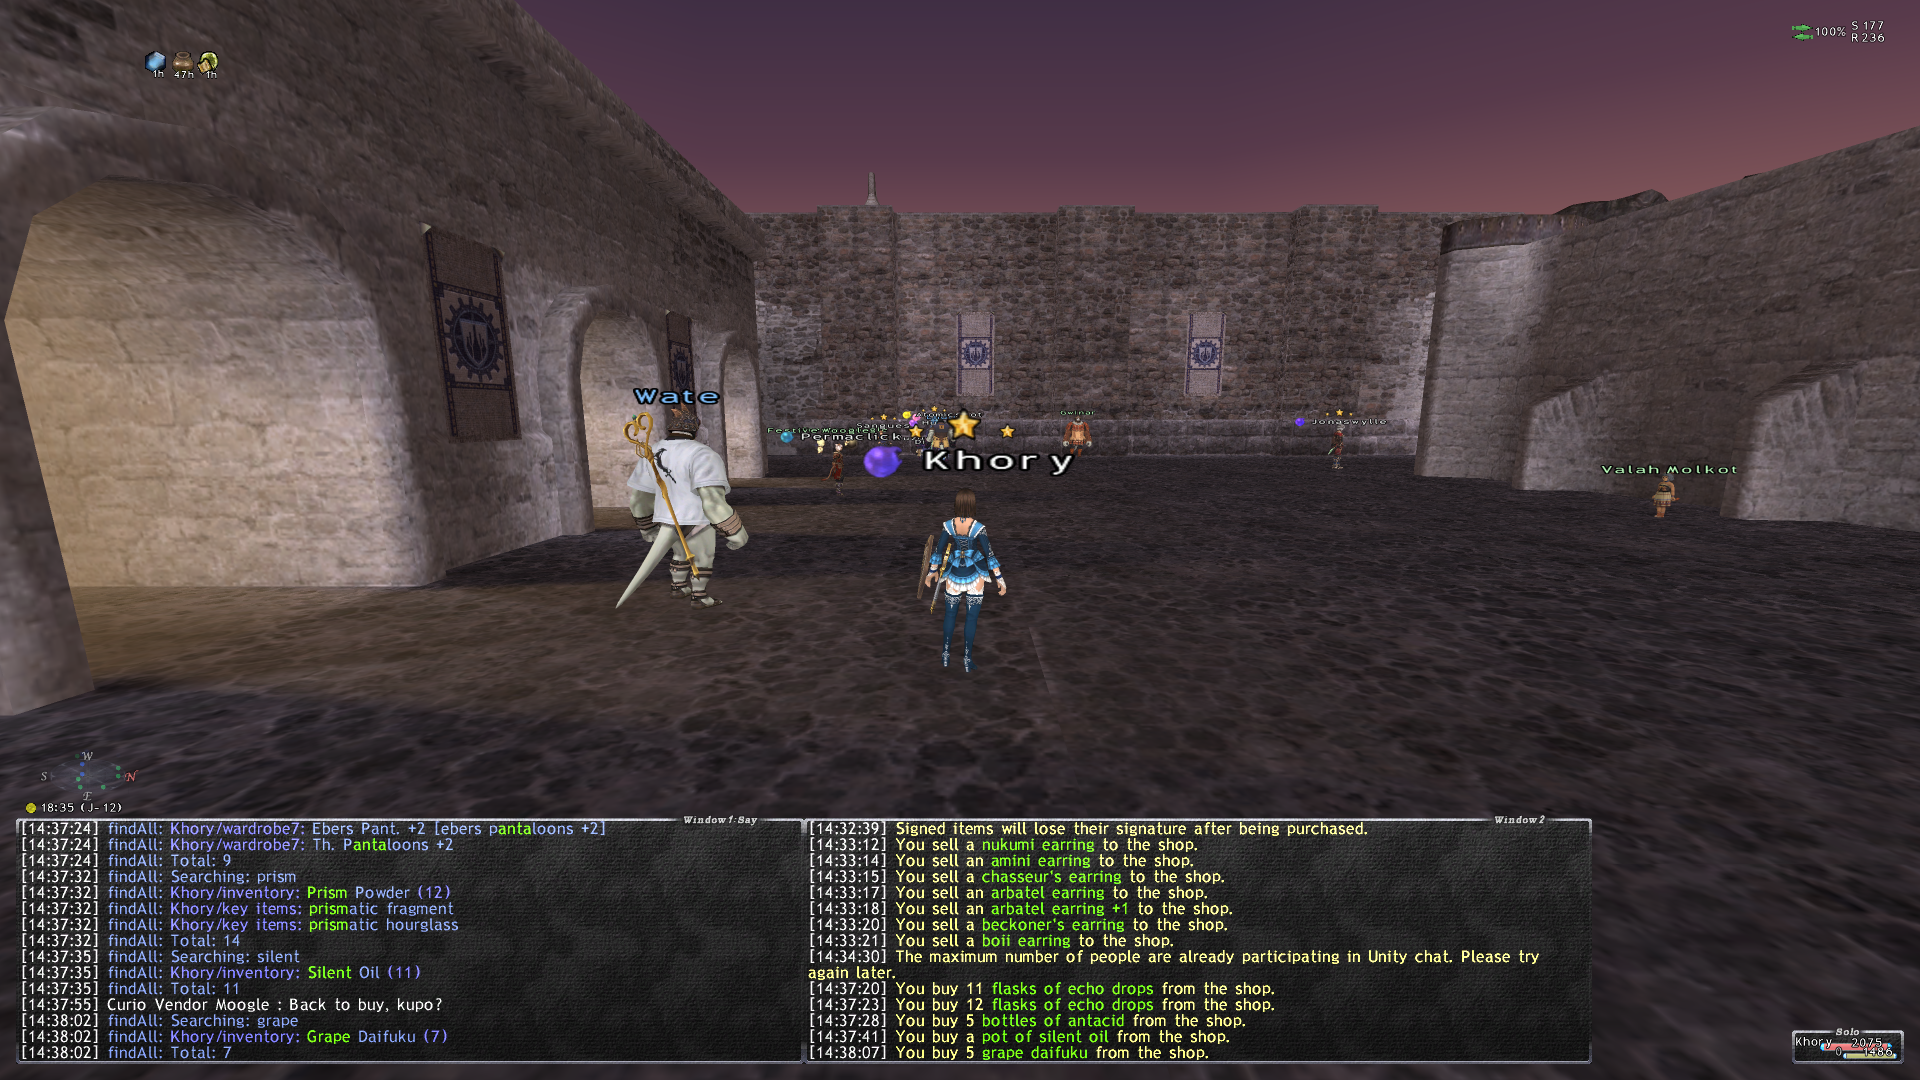 1h 47h 1h
100% S 177
R 236
Wate
Atomicshot
Gwinar
Jonaswylle
Permaclick
Khory
Valah Molkot
W
S N
E
18:35 (J-12)
Window 1: Say
[14:37:24] findAll: Khory/wardrobe7: Ebers Pant. +2 [ebers pantaloons +2]
[14:37:24] findAll: Khory/wardrobe7: Th. Pantaloons +2
[14:37:24] findAll: Total: 9
[14:37:32] findAll: Searching: prism
[14:37:32] findAll: Khory/inventory: Prism Powder (12)
[14:37:32] findAll: Khory/key items: prismatic fragment
[14:37:32] findAll: Khory/key items: prismatic hourglass
[14:37:32] findAll: Total: 14
[14:37:35] findAll: Searching: silent
[14:37:35] findAll: Khory/inventory: Silent Oil (11)
[14:37:35] findAll: Total: 11
[14:37:55] Curio Vendor Moogle : Back to buy, kupo?
[14:38:02] findAll: Searching: grape
[14:38:02] findAll: Khory/inventory: Grape Daifuku (7)
[14:38:02] findAll: Total: 7
Window 2
[14:32:39] Signed items will lose their signature after being purchased.
[14:33:12] You sell a nukumi earring to the shop.
[14:33:14] You sell an amini earring to the shop.
[14:33:15] You sell a chasseur's earring to the shop.
[14:33:17] You sell an arbatel earring to the shop.
[14:33:18] You sell an arbatel earring +1 to the shop.
[14:33:20] You sell a beckoner's earring to the shop.
[14:33:21] You sell a boii earring to the shop.
[14:34:30] The maximum number of people are already participating in Unity chat. Please try
again later.
[14:37:20] You buy 11 flasks of echo drops from the shop.
[14:37:23] You buy 12 flasks of echo drops from the shop.
[14:37:28] You buy 5 bottles of antacid from the shop.
[14:37:41] You buy a pot of silent oil from the shop.
[14:38:07] You buy 5 grape daifuku from the shop.
Solo
Khory 2075
0 1486